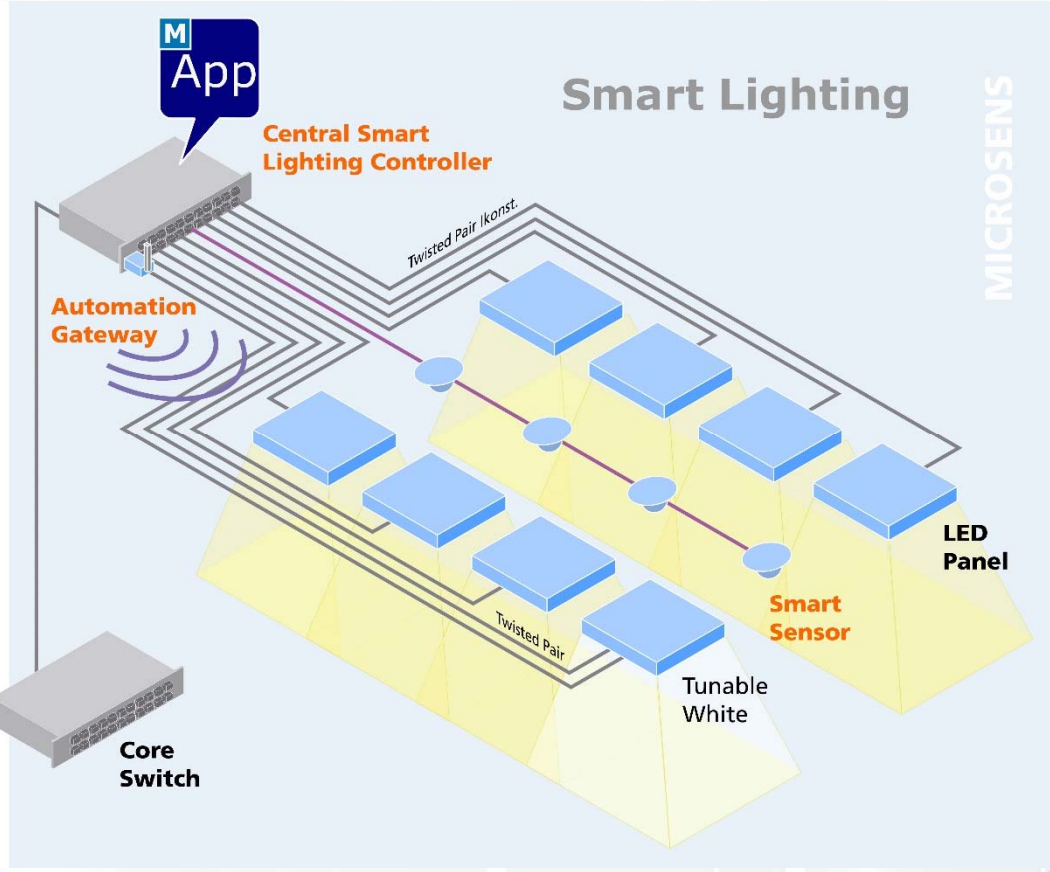 M
App
Smart Lighting
MICROSENS
Central Smart
Lighting Controller
Twisted Pair Ikonst.
Automation
Gateway
LED
Panel
Smart
Sensor
Twisted Pair
Tunable
White
Core
Switch